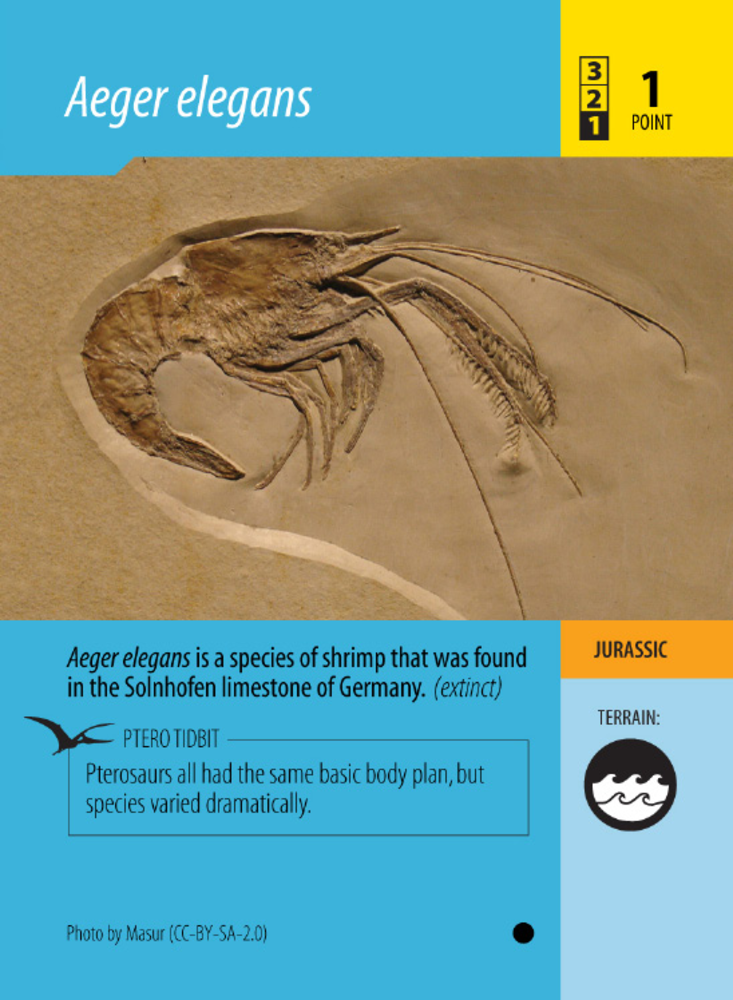 Aeger elegans
3
2
1
1
POINT
Aeger elegans is a species of shrimp that was found
in the Solnhofen limestone of Germany. (extinct)
PTERO TIDBIT
Pterosaurs all had the same basic body plan, but
species varied dramatically.
Photo by Masur (CC-BY-SA-2.0)
JURASSIC
TERRAIN: